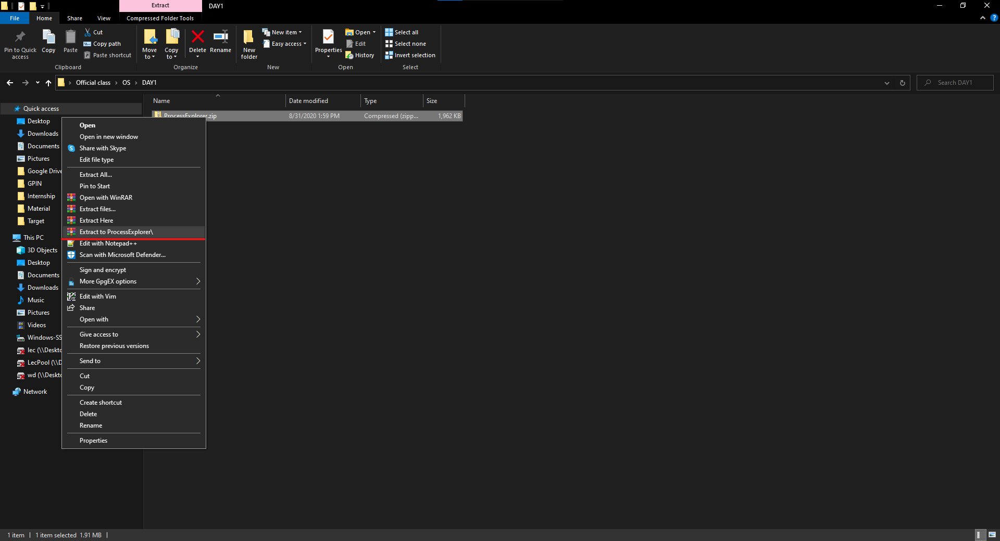 Extract
DAY1
File
Home
Share
View
Compressed Folder Tools
Pin to Quick
access
Copy
Paste
Cut
Copy path
Paste shortcut
Clipboard
Move
to
Copy
to
Delete
Rename
Organize
New
folder
New item
Easy access
New
Properties
Open
Edit
History
Open
Select all
Select none
Invert selection
Select
Official class > OS > DAY1
Search DAY1
Name
Date modified
Type
Size
ProcessExplorer.zip
8/31/2020 1:59 PM
Compressed (zipp...
1,962 KB
Quick access
Desktop
Downloads
Documents
Pictures
Google Drive
GPIN
Internship
Material
Target
This PC
3D Objects
Desktop
Documents
Downloads
Music
Pictures
Videos
Windows-SS
lec (\\Deskto
LecPool (\\D
wd (\\Deskto
Network
Open
Open in new window
Share with Skype
Edit file type
Extract All...
Pin to Start
Open with WinRAR
Extract files...
Extract Here
Extract to ProcessExplorer\
Edit with Notepad++
Scan with Microsoft Defender...
Sign and encrypt
More GpgEX options
Edit with Vim
Share
Open with
Give access to
Restore previous versions
Send to
Cut
Copy
Create shortcut
Delete
Rename
Properties
1 item
1 item selected 1.91 MB